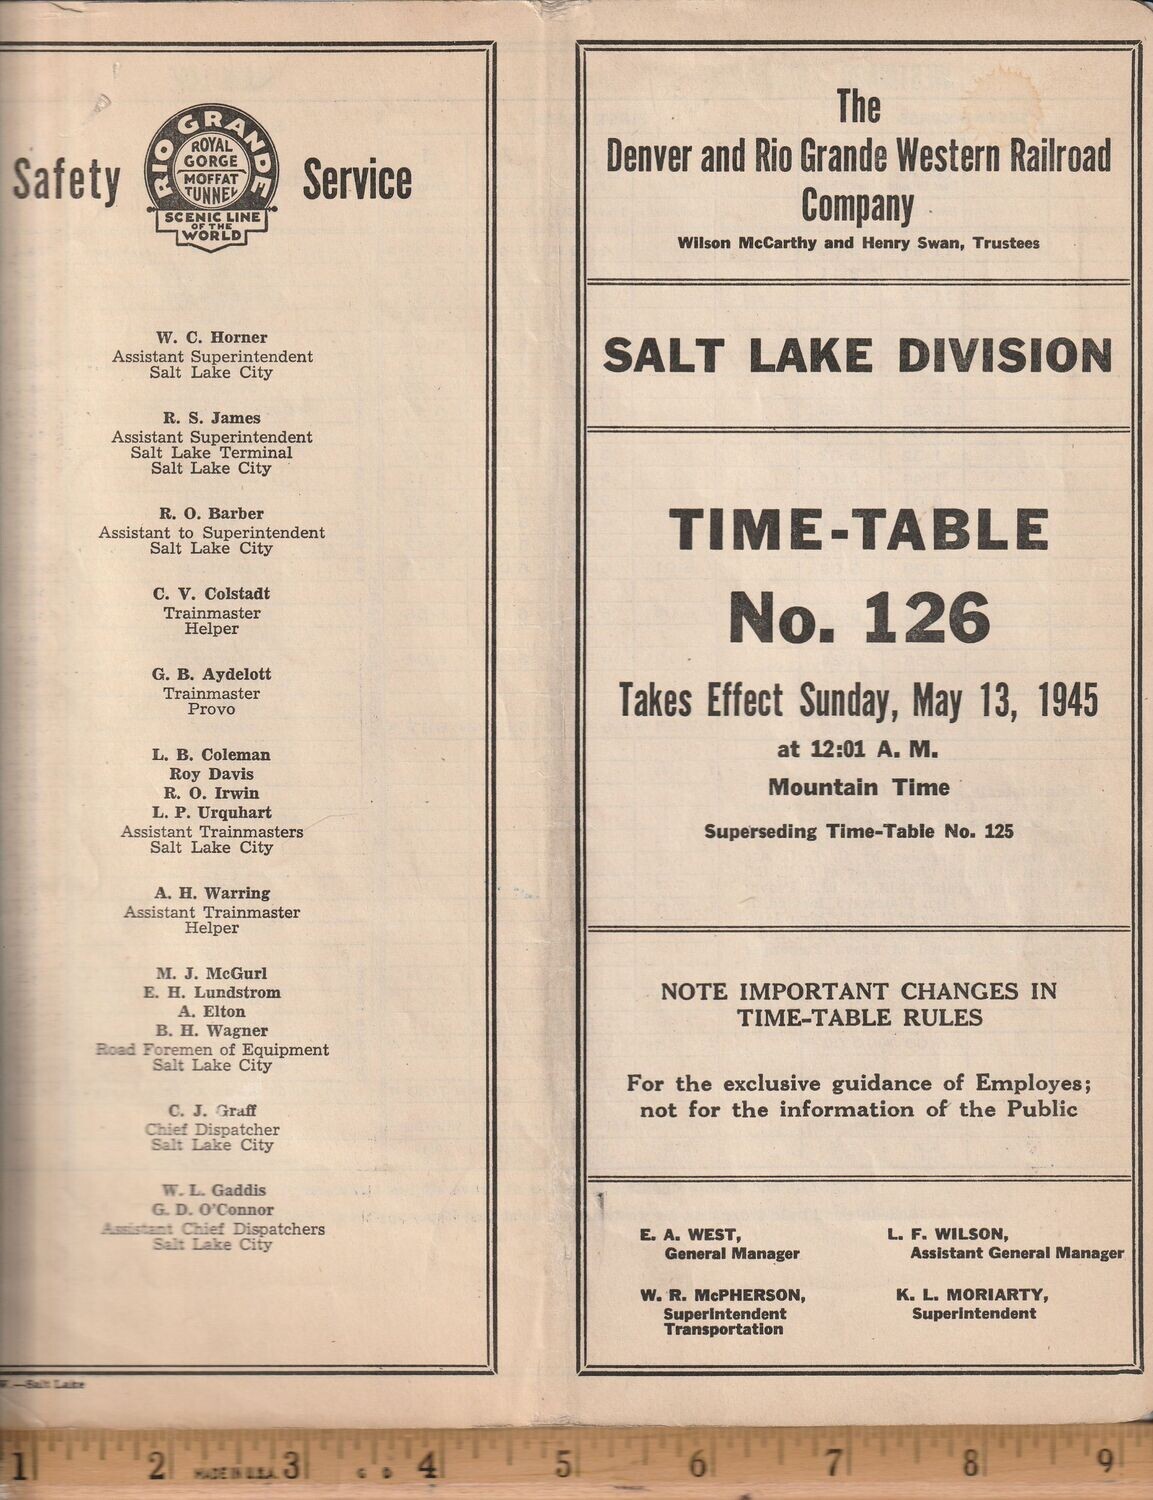 Safety
RIO GRANDE
ROYAL
GORGE
MOFFAT
TUNNEL
SCENIC LINE
OF THE
WORLD
Service
W. C. Horner
Assistant Superintendent
Salt Lake City
R. S. James
Assistant Superintendent
Salt Lake Terminal
Salt Lake City
R. O. Barber
Assistant to Superintendent
Salt Lake City
C. V. Colstadt
Trainmaster
Helper
G. B. Aydelott
Trainmaster
Provo
L. B. Coleman
Roy Davis
R. O. Irwin
L. P. Urquhart
Assistant Trainmasters
Salt Lake City
A. H. Warring
Assistant Trainmaster
Helper
M. J. McGurl
E. H. Lundstrom
A. Elton
B. H. Wagner
Road Foremen of Equipment
Salt Lake City
C. J. Graff
Chief Dispatcher
Salt Lake City
W. L. Gaddis
G. D. O'Connor
Assistant Chief Dispatchers
Salt Lake City
—Salt Lake
The
Denver and Rio Grande Western Railroad
Company
Wilson McCarthy and Henry Swan, Trustees
SALT LAKE DIVISION
TIME-TABLE
No. 126
Takes Effect Sunday, May 13, 1945
at 12:01 A. M.
Mountain Time
Superseding Time-Table No. 125
NOTE IMPORTANT CHANGES IN
TIME-TABLE RULES
For the exclusive guidance of Employes;
not for the information of the Public
E. A. WEST,
General Manager
L. F. WILSON,
Assistant General Manager
W. R. McPHERSON,
Superintendent
Transportation
K. L. MORIARTY,
Superintendent
1 2 MADE IN U.S.A. 3 4 5 6 7 8 9